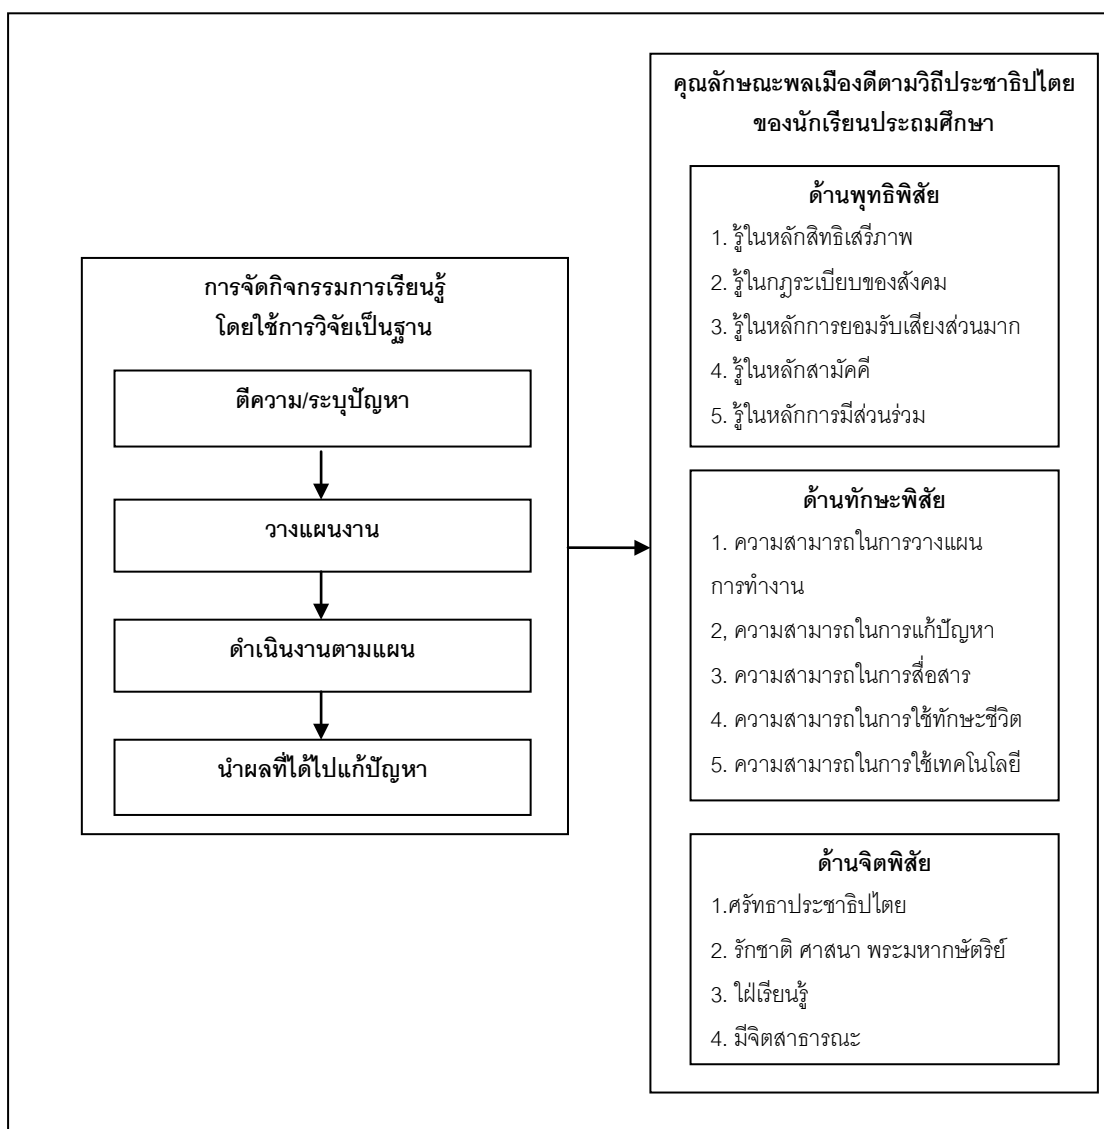 การจัดกิจกรรมการเรียนรู้
โดยใช้การวิจัยเป็นฐาน
ตีความ/ระบุปัญหา
วางแผนงาน
ดำเนินงานตามแผน
นำผลที่ได้ไปแก้ปัญหา
คุณลักษณะพลเมืองดีตามวิถีประชาธิปไตย
ของนักเรียนประถมศึกษา
ด้านพุทธิพิสัย
1. รู้ในหลักสิทธิเสรีภาพ
2. รู้ในกฎระเบียบของสังคม
3. รู้ในหลักการยอมรับเสียงส่วนมาก
4. รู้ในหลักสามัคคี
5. รู้ในหลักการมีส่วนร่วม
ด้านทักษะพิสัย
1. ความสามารถในการวางแผน
การทำงาน
2, ความสามารถในการแก้ปัญหา
3. ความสามารถในการสื่อสาร
4. ความสามารถในการใช้ทักษะชีวิต
5. ความสามารถในการใช้เทคโนโลยี
ด้านจิตพิสัย
1.ศรัทธาประชาธิปไตย
2. รักชาติ ศาสนา พระมหากษัตริย์
3. ใฝ่เรียนรู้
4. มีจิตสาธารณะ